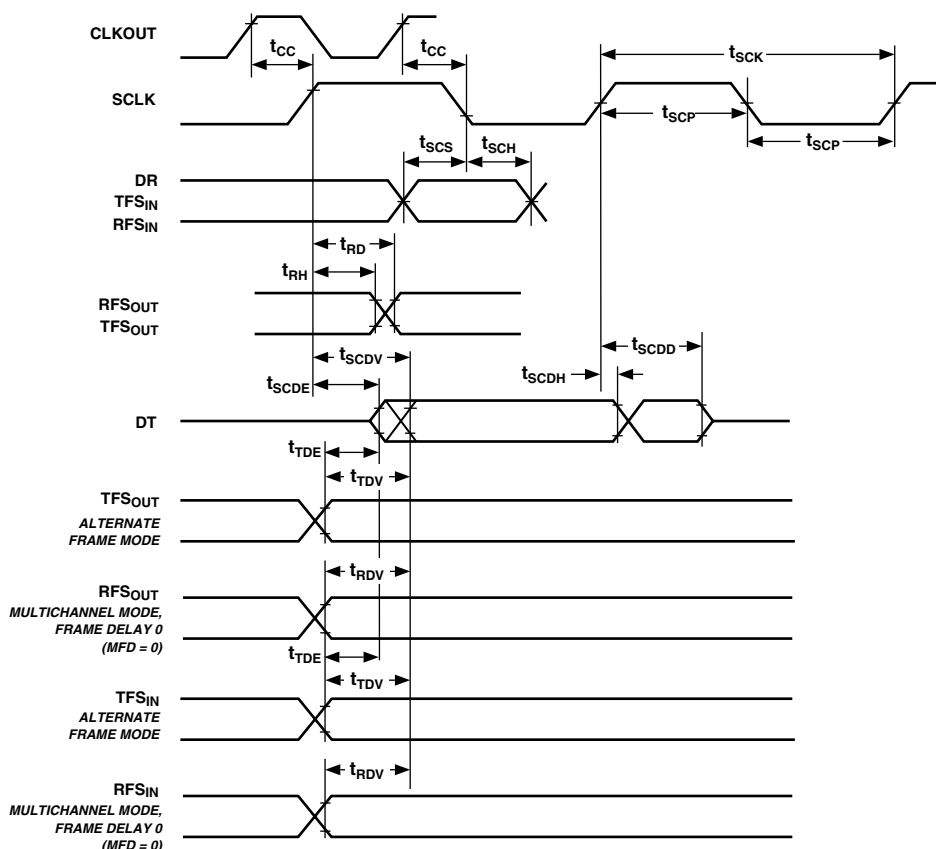 CLKOUT
tCC
tCC
tSCK
SCLK
tSCP
tSCP
tSCS
tSCH
DR
TFSIN
RFSIN
tRD
tRH
RFSOUT
TFSOUT
tSCDV
tSCDD
tSCDE
tSCDH
DT
tTDE
tTDV
TFSOUT
ALTERNATE
FRAME MODE
tRDV
RFSOUT
MULTICHANNEL MODE,
FRAME DELAY 0
(MFD = 0)
tTDE
tTDV
TFSIN
ALTERNATE
FRAME MODE
tRDV
RFSIN
MULTICHANNEL MODE,
FRAME DELAY 0
(MFD = 0)